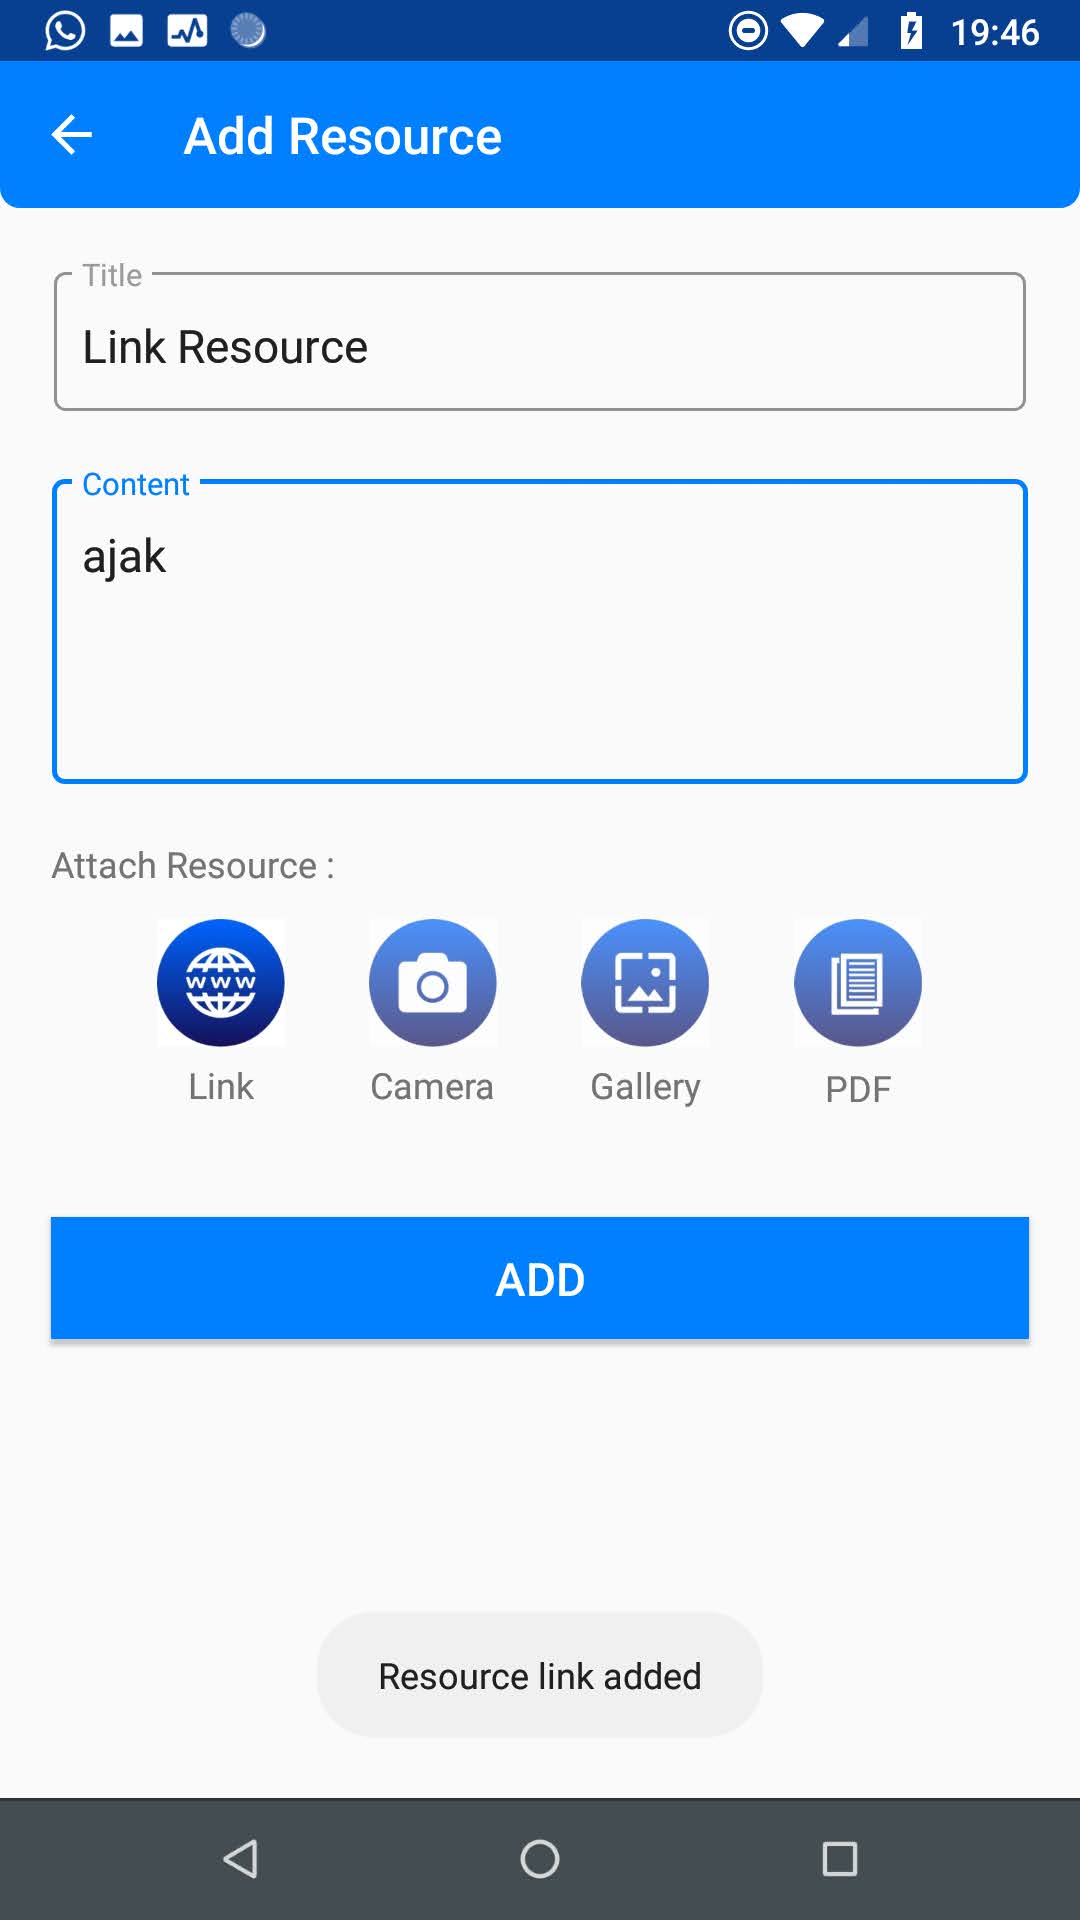 19:46
Add Resource
Title
Link Resource
Content
ajak
Attach Resource :
www
Link Camera Gallery PDF
ADD
Resource link added